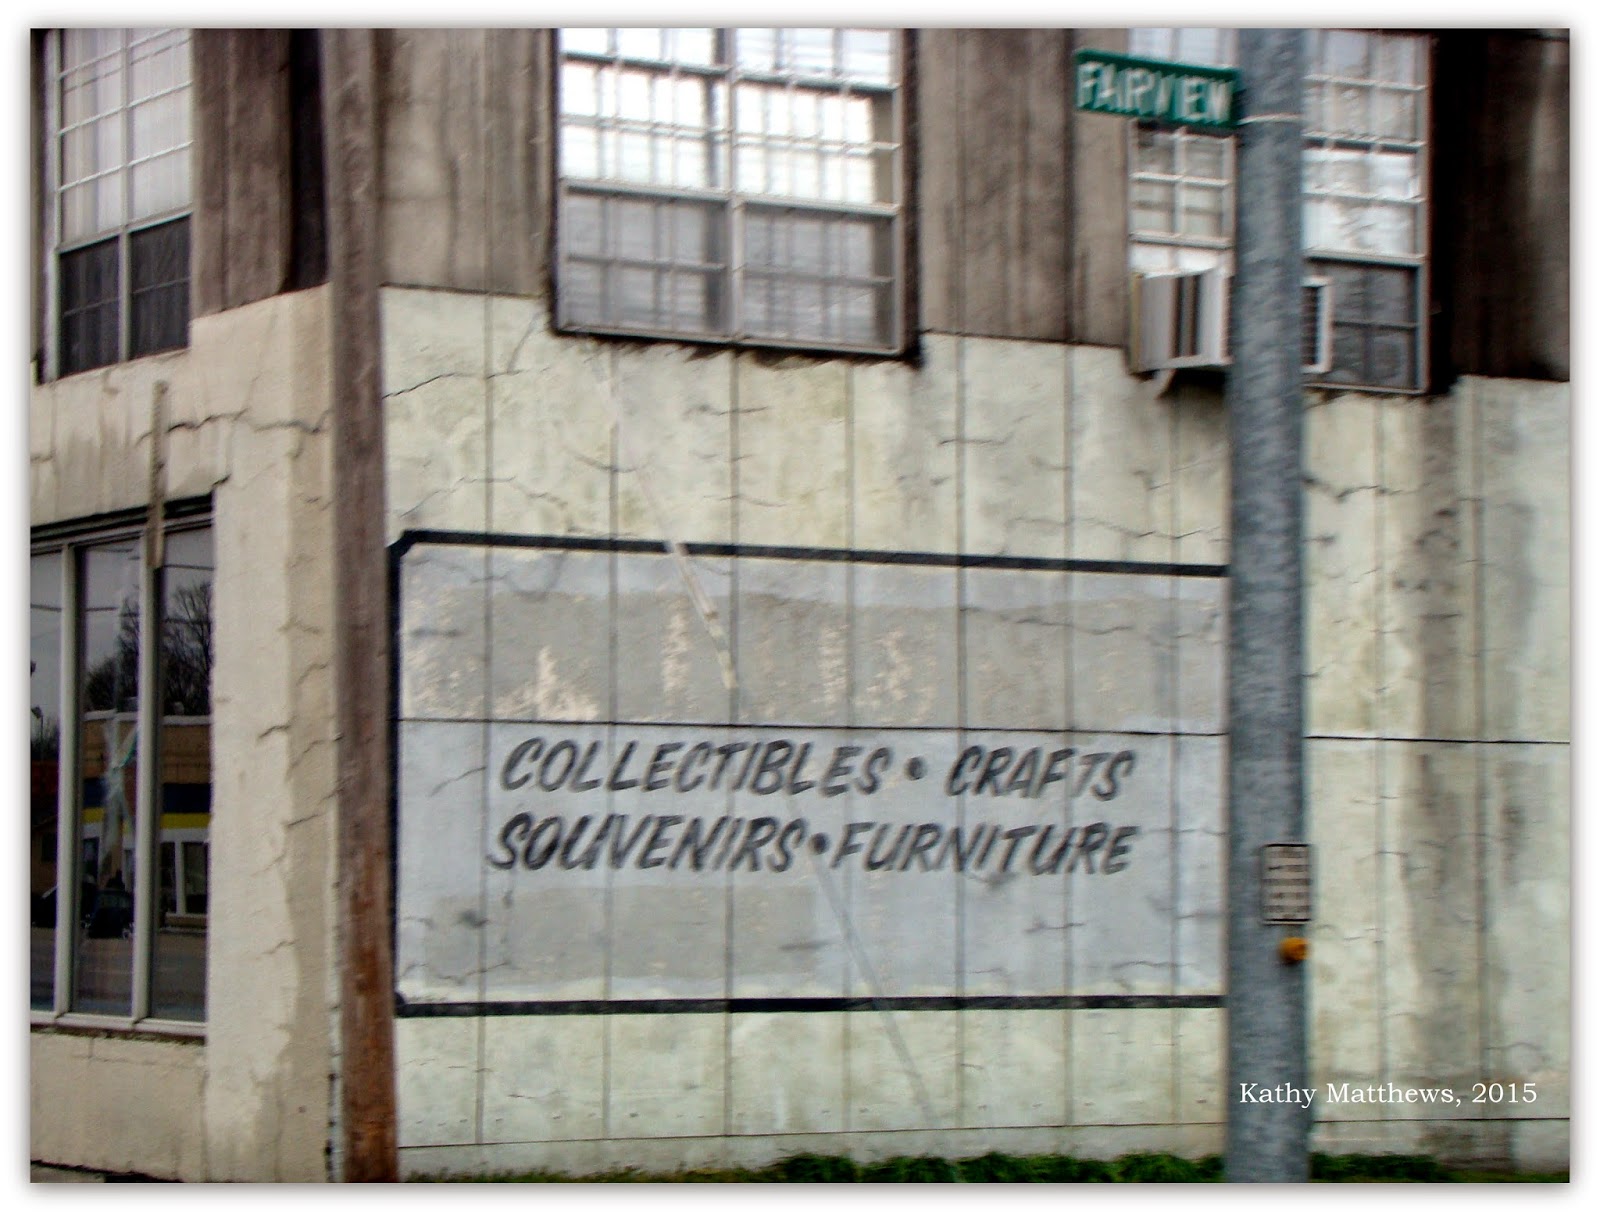 FAIRVIEW
COLLECTIBLES • CRAFTS
SOUVENIRS • FURNITURE
Kathy Matthews, 2015